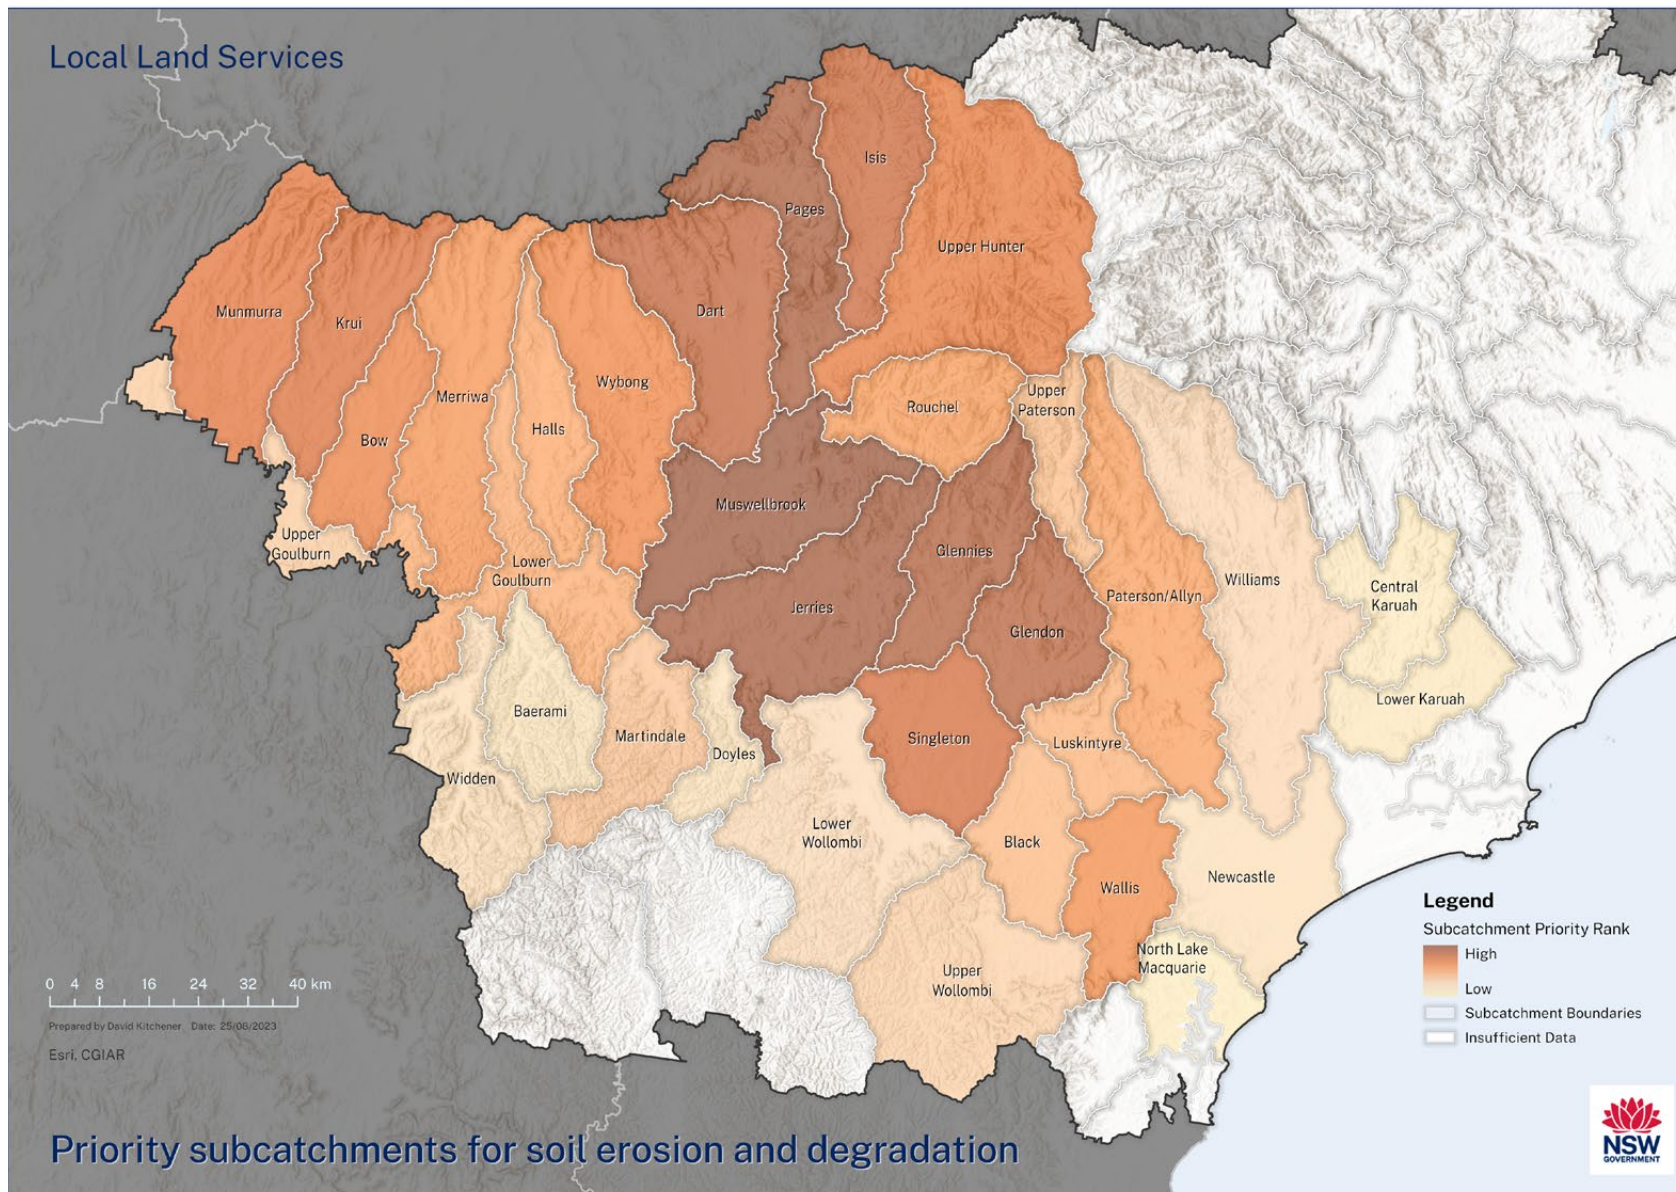 Local Land Services
Isis
Pages
Upper Hunter
Munmurra
Krui
Dart
Wybong
Merriwa
Upper
Paterson
Rouchel
Halls
Bow
Muswellbrook
Upper
Goulburn
Glennies
Lower
Goulburn
Williams
Central
Karuah
Paterson/Allyn
Jerries
Glendon
Lower Karuah
Baerami
Martindale
Singleton
Luskintyre
Doyles
Widden
Lower
Wollombi
Black
Newcastle
Wallis
North Lake
Macquarie
Upper
Wollombi
Legend
Subcatchment Priority Rank
High
Low
Subcatchment Boundaries
Insufficient Data
0 4 8 16 24 32 40 km
Prepared by David Kitchener Date: 25/08/2023
Esri, CGIAR
Priority subcatchments for soil erosion and degradation
NSW
GOVERNMENT